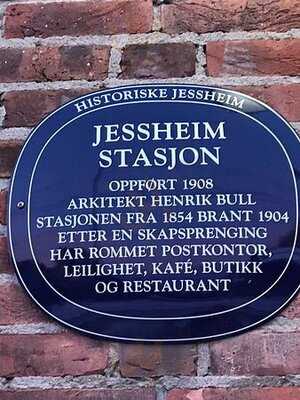 HISTORISKE JESSHEIM
JESSHEIM
STASJON
OPPFØRT 1908
ARKITEKT HENRIK BULL
STASJONEN FRA 1854 BRANT 1904
ETTER EN SKAPSPRENGING
HAR ROMMET POSTKONTOR,
LEILIGHET, KAFÉ, BUTIKK
OG RESTAURANT